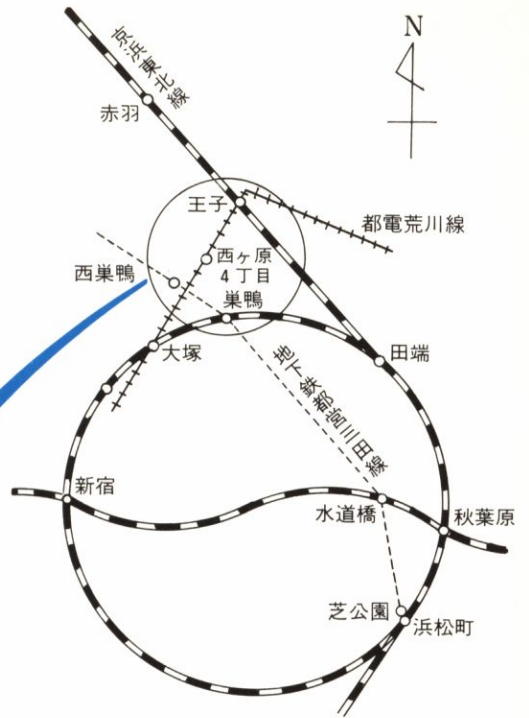 N
京浜東北線
赤羽
王子
都電荒川線
西ヶ原
4丁目
西巣鴨
巣鴨
大塚
田端
地下鉄都営三田線
新宿
水道橋
秋葉原
芝公園
浜松町